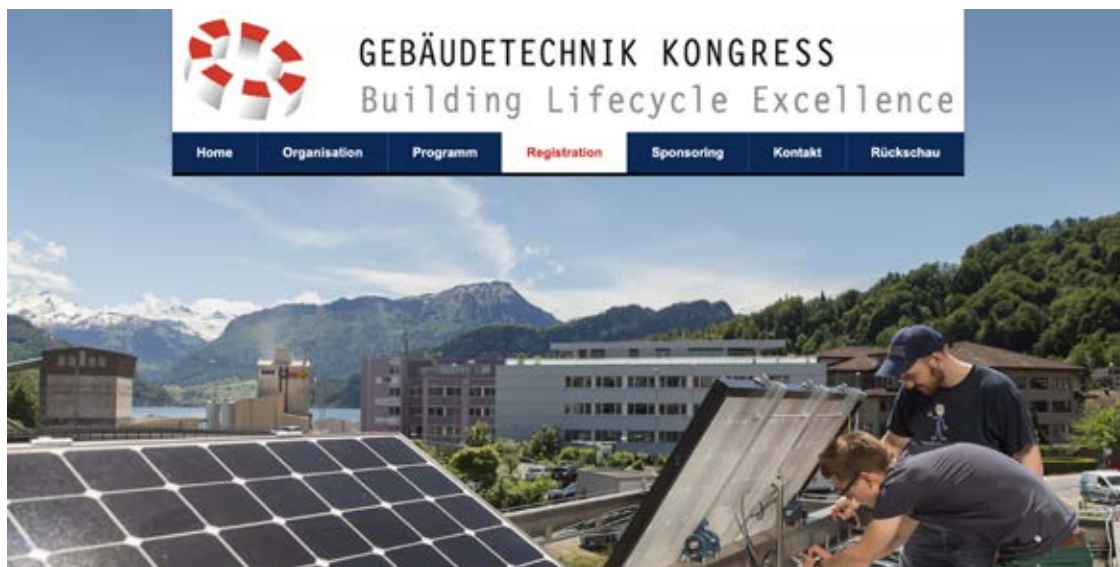 GEBÄUDETECHNIK KONGRESS
Building Lifecycle Excellence
Home Organisation Programm Registration Sponsoring Kontakt Rückschau